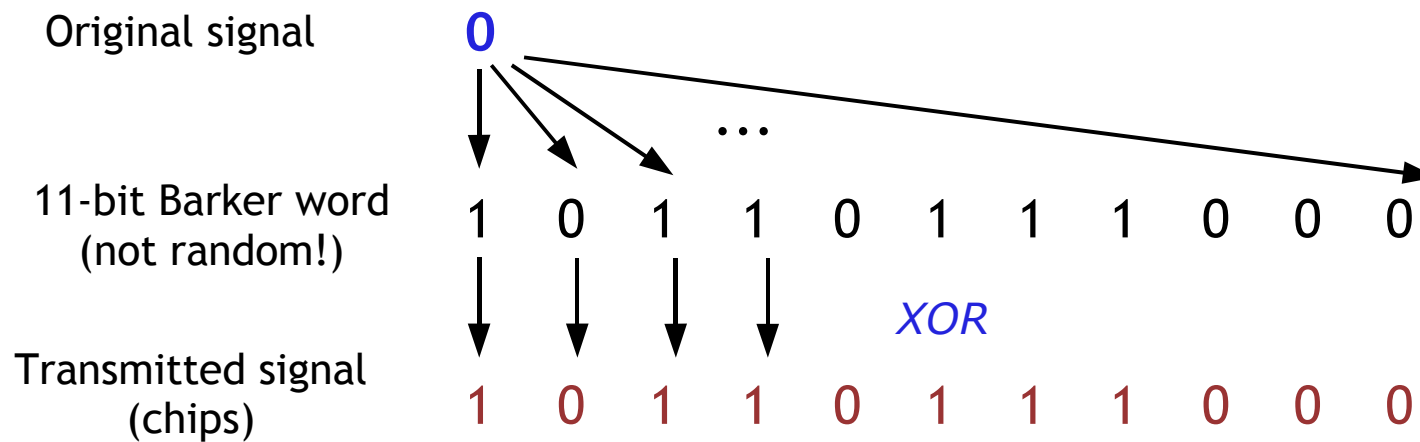 Original signal 0
...
11-bit Barker word
(not random!)
1 0 1 1 0 1 1 1 0 0 0
XOR
Transmitted signal
(chips)
1 0 1 1 0 1 1 1 0 0 0